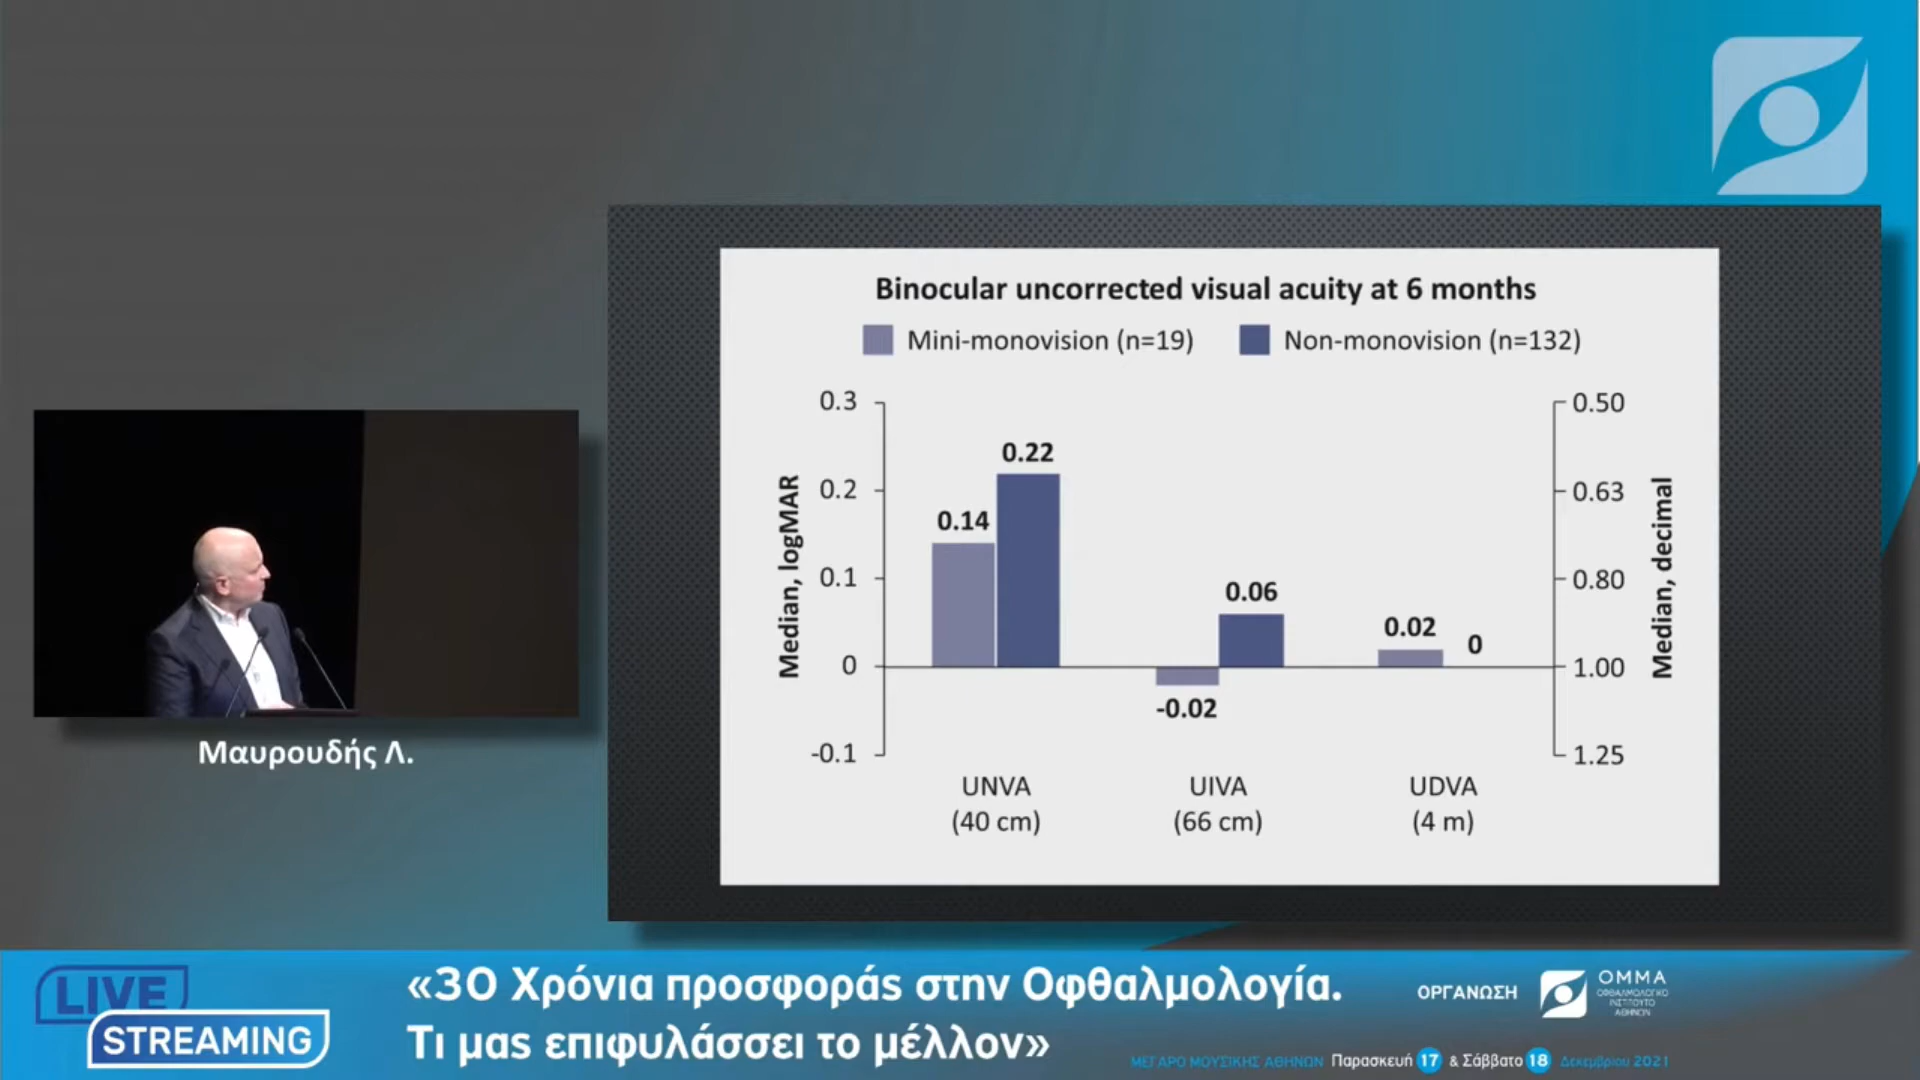 Binocular uncorrected visual acuity at 6 months
Mini-monovision (n=19) Non-monovision (n=132)
Median, logMAR
0.3
0.2
0.1
0
-0.1
0.14
0.22
-0.02
0.06
0.02
0
0.50
0.63
0.80
1.00
1.25
Median, decimal
UNVA UIVA UDVA
(40 cm) (66 cm) (4 m)
Μαυρουδής Λ.
LIVE
STREAMING
«3Ο Χρόνια προσφοράς στην Οφθαλμολογία.
Τι μας επιφυλάσσει το μέλλον»
ΟΡΓΑΝΩΣΗ
OMMA
ΟΦΘΑΛΜΟΛΟΓΙΚΟ
ΙΝΣΤΙΤΟΥΤΟ
ΑΘΗΝΩΝ
ΜΕΓΑΡΟ ΜΟΥΣΙΚΗΣ ΑΘΗΝΩΝ Παρασκευή 17 & Σάββατο 18 Δεκεμβρίου 2021